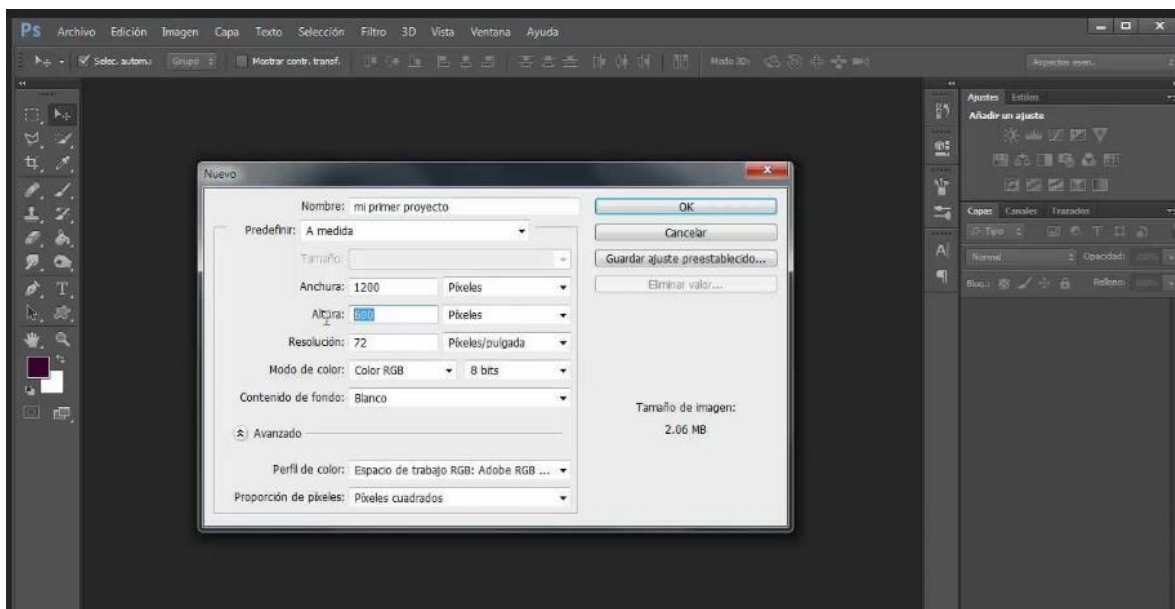 Ps Archivo Edición Imagen Capa Texto Selección Filtro 3D Vista Ventana Ayuda
Selec. autom.: Grupo Mostrar contr. transf. Modo 3D: Aspectos esen.
Nuevo
Nombre: mi primer proyecto
OK
Predefinir: A medida
Cancelar
Tamaño:
Guardar ajuste preestablecido...
Anchura: 1200 Píxeles
Eliminar valor...
Altura: 600 Píxeles
Resolución: 72 Píxeles/pulgada
Modo de color: Color RGB 8 bits
Contenido de fondo: Blanco
Tamaño de imagen:
2.06 MB
Avanzado
Perfil de color: Espacio de trabajo RGB: Adobe RGB ...
Proporción de píxeles: Píxeles cuadrados
Ajustes Estilos
Añadir un ajuste
Capas Canales Trazados
Tipo
Normal Opacidad: 100%
Bloq.: Relleno: 100%